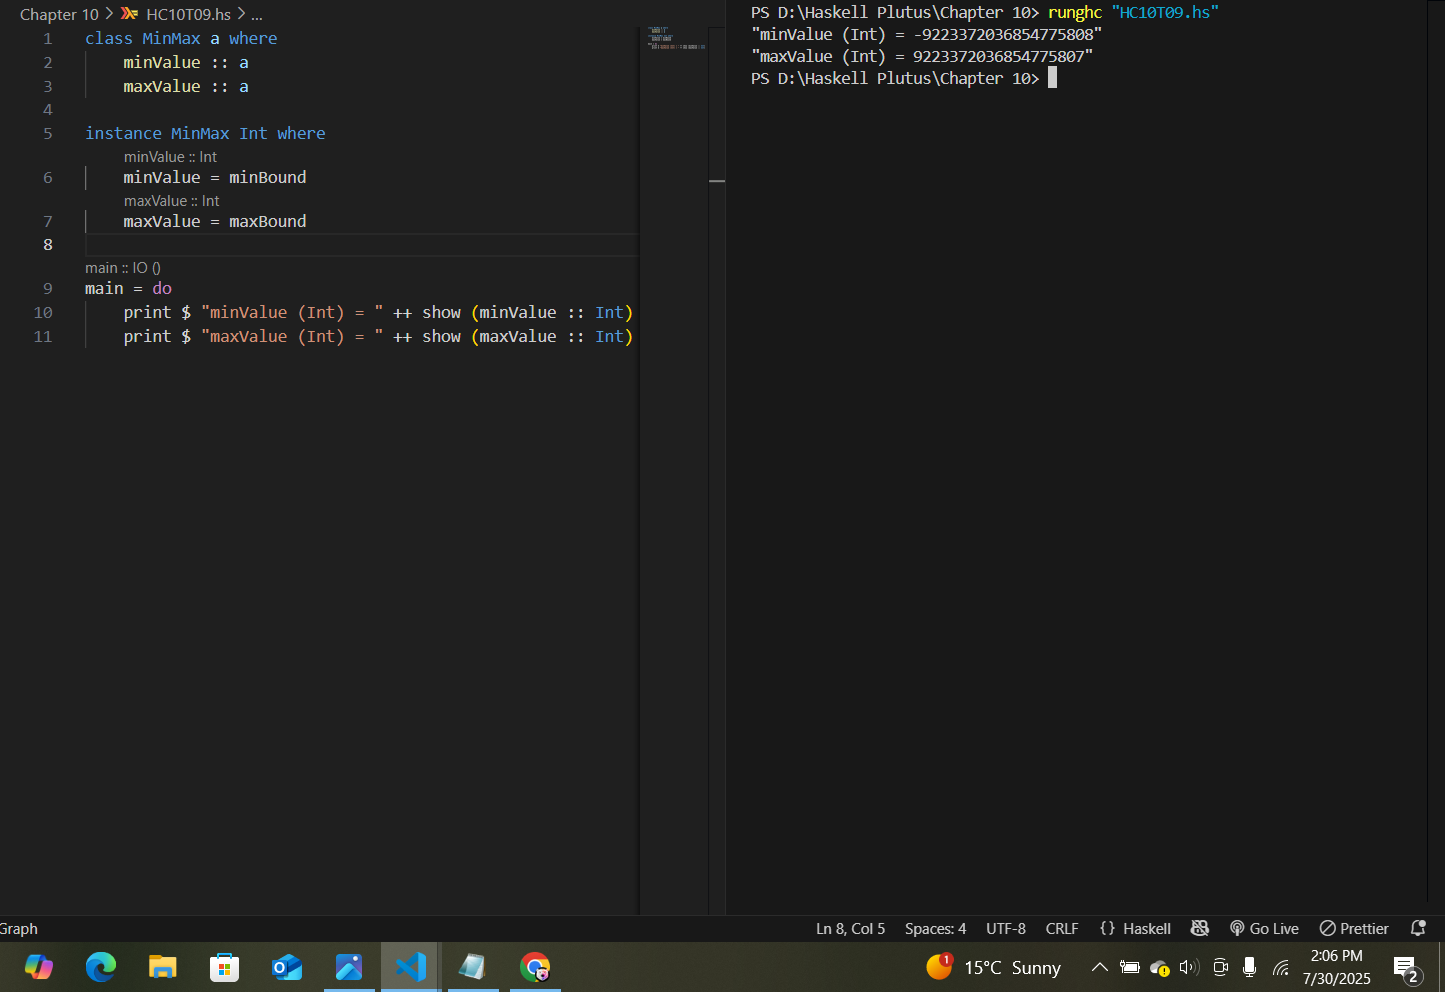 Chapter 10 > HC10T09.hs > ...
1 class MinMax a where
2 minValue :: a
3 maxValue :: a
4
5 instance MinMax Int where
minValue :: Int
6 minValue = minBound
maxValue :: Int
7 maxValue = maxBound
8
main :: IO ()
9 main = do
10 print $ "minValue (Int) = " ++ show (minValue :: Int)
11 print $ "maxValue (Int) = " ++ show (maxValue :: Int)
PS D:\Haskell Plutus\Chapter 10> runghc "HC10T09.hs"
"minValue (Int) = -9223372036854775808"
"maxValue (Int) = 9223372036854775807"
PS D:\Haskell Plutus\Chapter 10>
Graph Ln 8, Col 5 Spaces: 4 UTF-8 CRLF {} Haskell Go Live Prettier
1 15°C Sunny 2:06 PM
7/30/2025 2